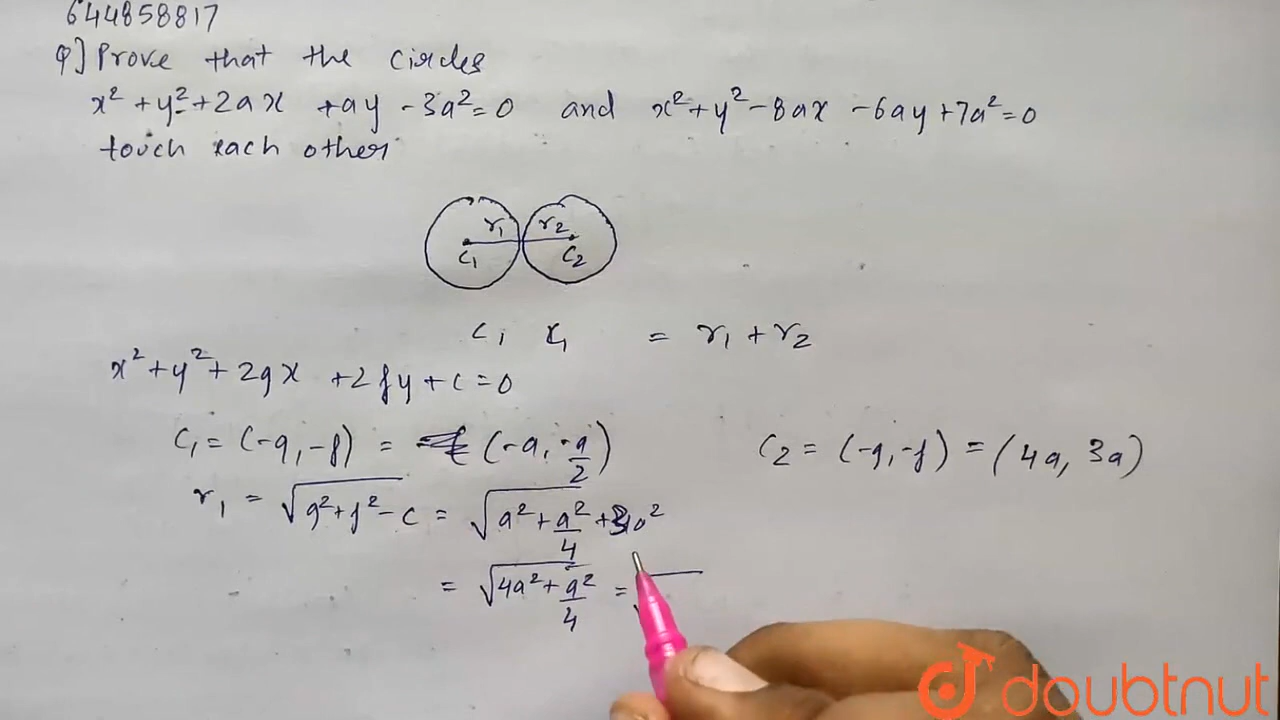 644858817
Q] Prove that the circles
x² + y² + 2ax + ay - 3a² = 0 and x² + y² - 8ax - 6ay + 7a² = 0
touch each other
r₁ r₂
C₁ C₂
C₁ = r₁ + r₂
x² + y² + 2gx + 2fy + c = 0
C₁ = (-g, -f) = (-a, -a/2) C₂ = (-g, -f) = (4a, 3a)
r₁ = √(g² + f² - c) = √(a² + a²/4 + 3a²)
= √(4a² + a²/4) = √
doubtnut